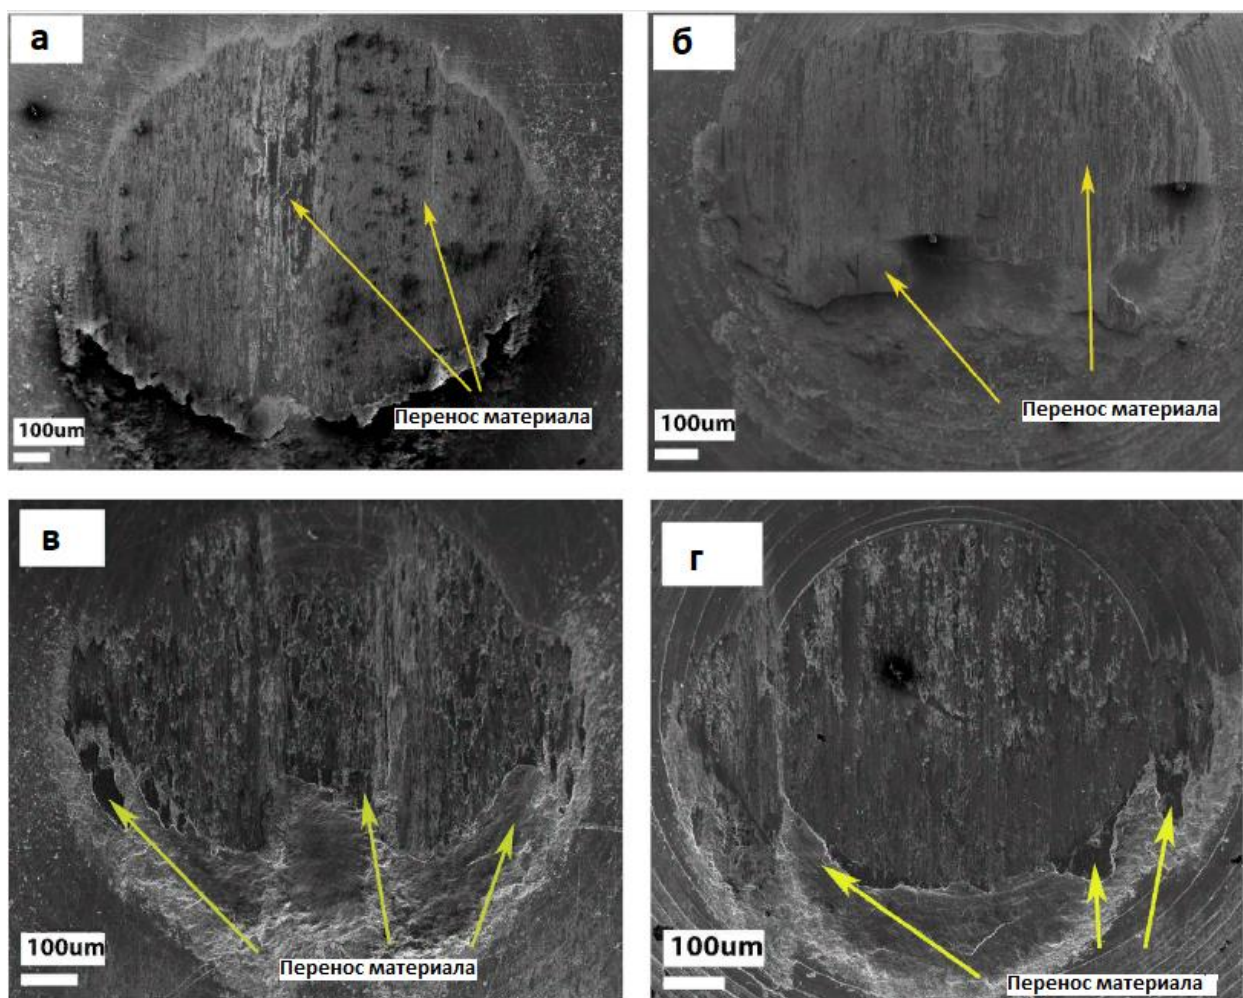 а
б
Перенос материала
100um
Перенос материала
100um
в
г
100um
Перенос материала
100um
Перенос материала